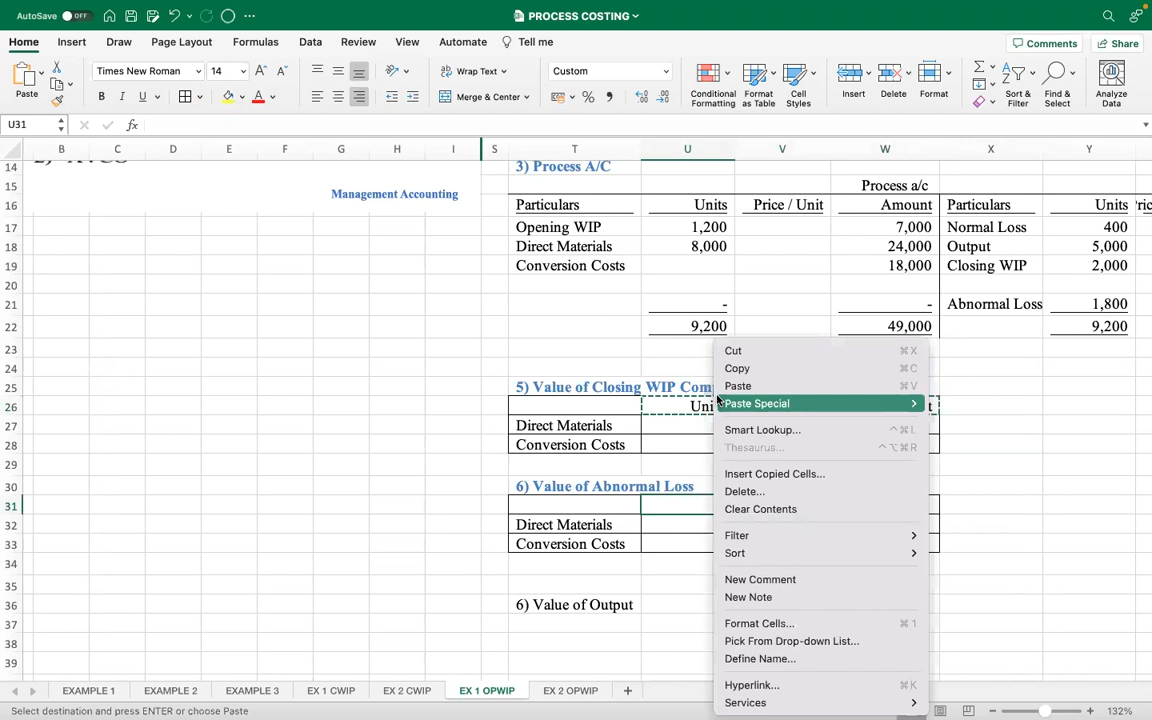 AutoSave OFF PROCESS COSTING
Home Insert Draw Page Layout Formulas Data Review View Automate Tell me Comments Share
Paste Times New Roman 14 Wrap Text Custom
B I U Merge & Center Conditional Formatting Format as Table Cell Styles Insert Delete Format Sort & Filter Find & Select Analyze Data
U31 fx
B C D E F G H I S T U V W X Y
14 3) Process A/C
15 Process a/c
Management Accounting
16 Particulars Units Price / Unit Amount Particulars Units
17 Opening WIP 1,200 7,000 Normal Loss 400
18 Direct Materials 8,000 24,000 Output 5,000
19 Conversion Costs 18,000 Closing WIP 2,000
20
21 - - Abnormal Loss 1,800
22 9,200 49,000 9,200
23
24
25 5) Value of Closing WIP
26
27 Direct Materials
28 Conversion Costs
29
30 6) Value of Abnormal Loss
31
32 Direct Materials
33 Conversion Costs
34
35
36 6) Value of Output
37
38
39
Cut ⌘X
Copy ⌘C
Paste ⌘V
Paste Special
Smart Lookup... ^⌘L
Thesaurus... ^⌥⌘R
Insert Copied Cells...
Delete...
Clear Contents
Filter
Sort
New Comment
New Note
Format Cells... ⌘1
Pick From Drop-down List...
Define Name...
Hyperlink... ⌘K
Services
EXAMPLE 1 EXAMPLE 2 EXAMPLE 3 EX 1 CWIP EX 2 CWIP EX 1 OPWIP EX 2 OPWIP +
Select destination and press ENTER or choose Paste 132%